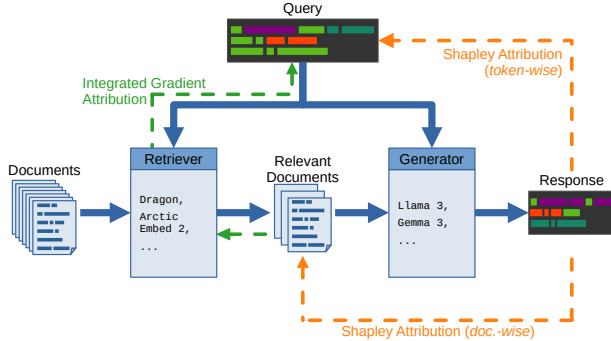 Query
Shapley Attribution
(token-wise)
Integrated Gradient
Attribution
Documents
Retriever
Dragon,
Arctic
Embed 2,
...
Relevant
Documents
Generator
Llama 3,
Gemma 3,
...
Response
Shapley Attribution (doc.-wise)